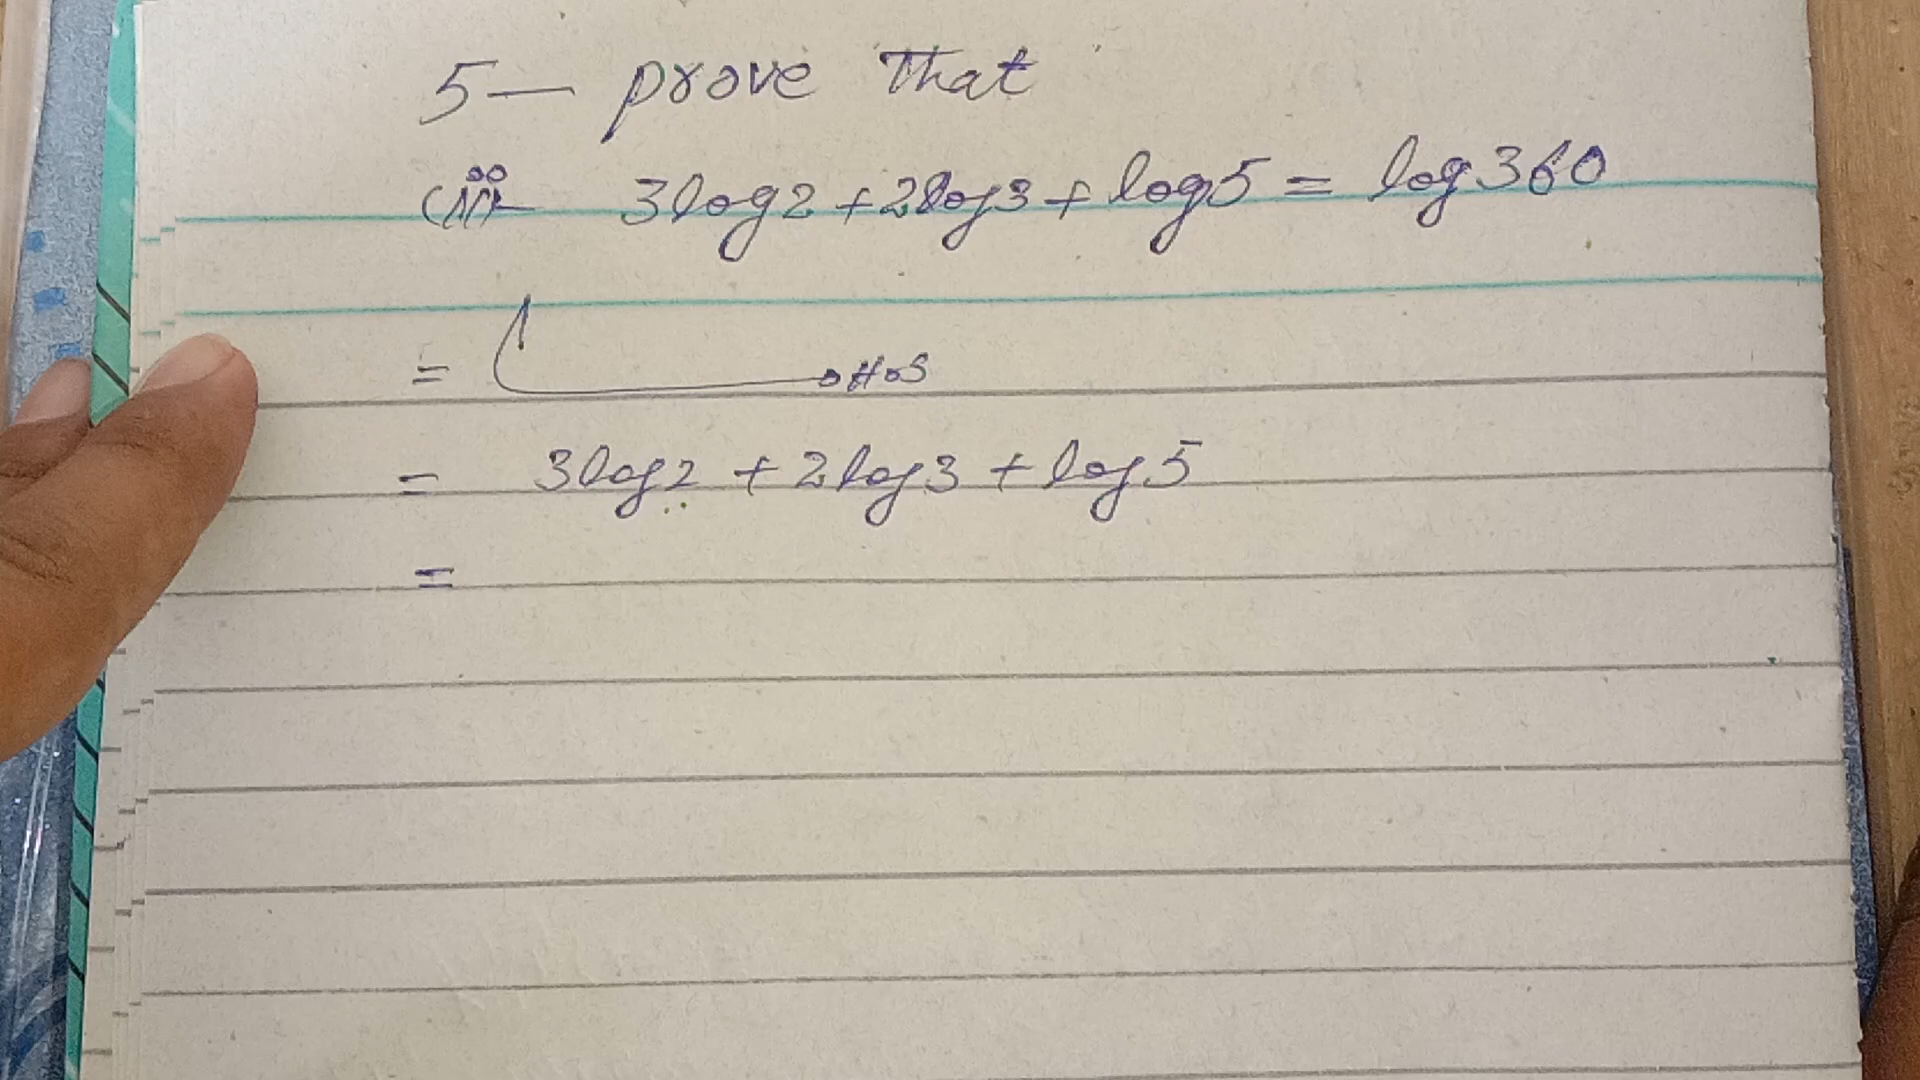 5— prove that
(ii)- 3log2 + 2log3 + log5 = log360
= L.H.S
= 3log2 + 2log3 + log5
=